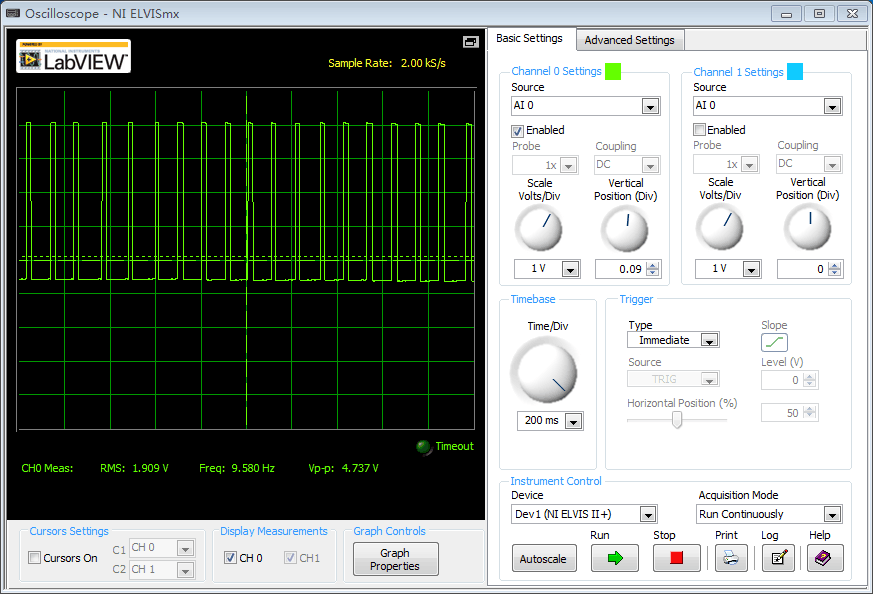 Oscilloscope - NI ELVISmx
POWERED BY
NATIONAL INSTRUMENTS
LabVIEW™
Sample Rate: 2.00 kS/s
Timeout
CH0 Meas: RMS: 1.909 V Freq: 9.580 Hz Vp-p: 4.737 V
Cursors Settings
Cursors On
C1 CH 0
C2 CH 1
Display Measurements
CH 0 CH1
Graph Controls
Graph
Properties
Basic Settings Advanced Settings
Channel 0 Settings
Source
AI 0
Enabled
Probe Coupling
1x DC
Scale Vertical
Volts/Div Position (Div)
1 V 0.09
Channel 1 Settings
Source
AI 0
Enabled
Probe Coupling
1x DC
Scale Vertical
Volts/Div Position (Div)
1 V 0
Timebase
Time/Div
200 ms
Trigger
Type Slope
Immediate
Source Level (V)
TRIG 0
Horizontal Position (%)
50
Instrument Control
Device Acquisition Mode
Dev1 (NI ELVIS II+) Run Continuously
Run Stop Print Log Help
Autoscale